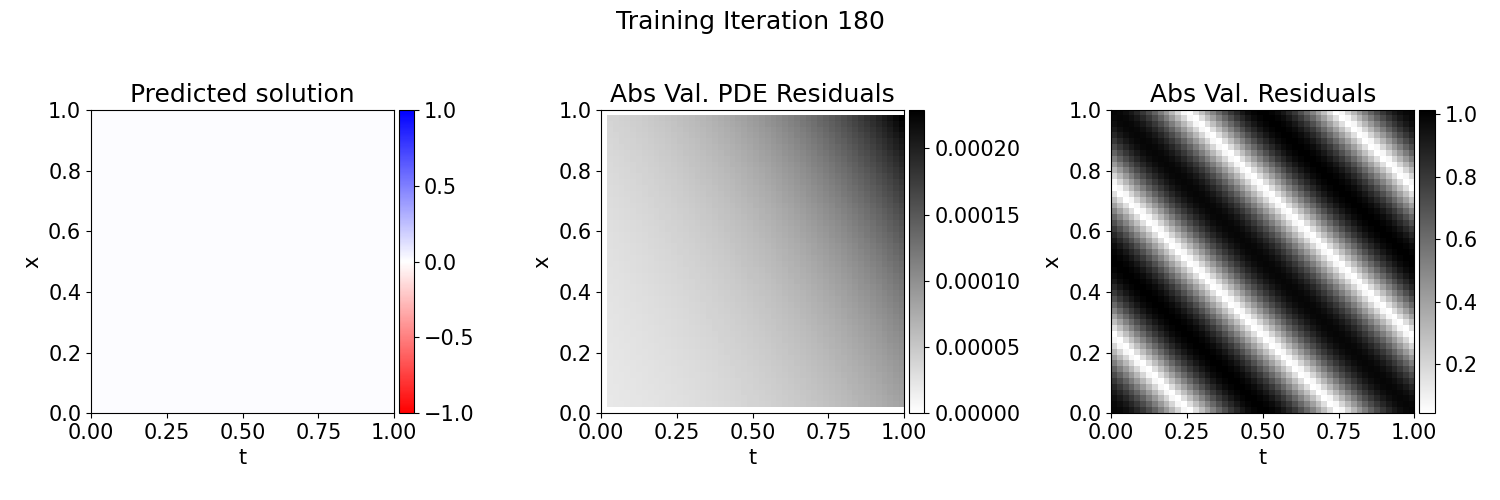 Training Iteration 180
Predicted solution
1.0
0.8
0.6
0.4
0.2
0.0
x
0.00 0.25 0.50 0.75 1.00
t
1.0
0.5
0.0
−0.5
−1.0
Abs Val. PDE Residuals
1.0
0.8
0.6
0.4
0.2
0.0
x
0.00 0.25 0.50 0.75 1.00
t
0.00020
0.00015
0.00010
0.00005
0.00000
Abs Val. Residuals
1.0
0.8
0.6
0.4
0.2
0.0
x
0.00 0.25 0.50 0.75 1.00
t
1.0
0.8
0.6
0.4
0.2